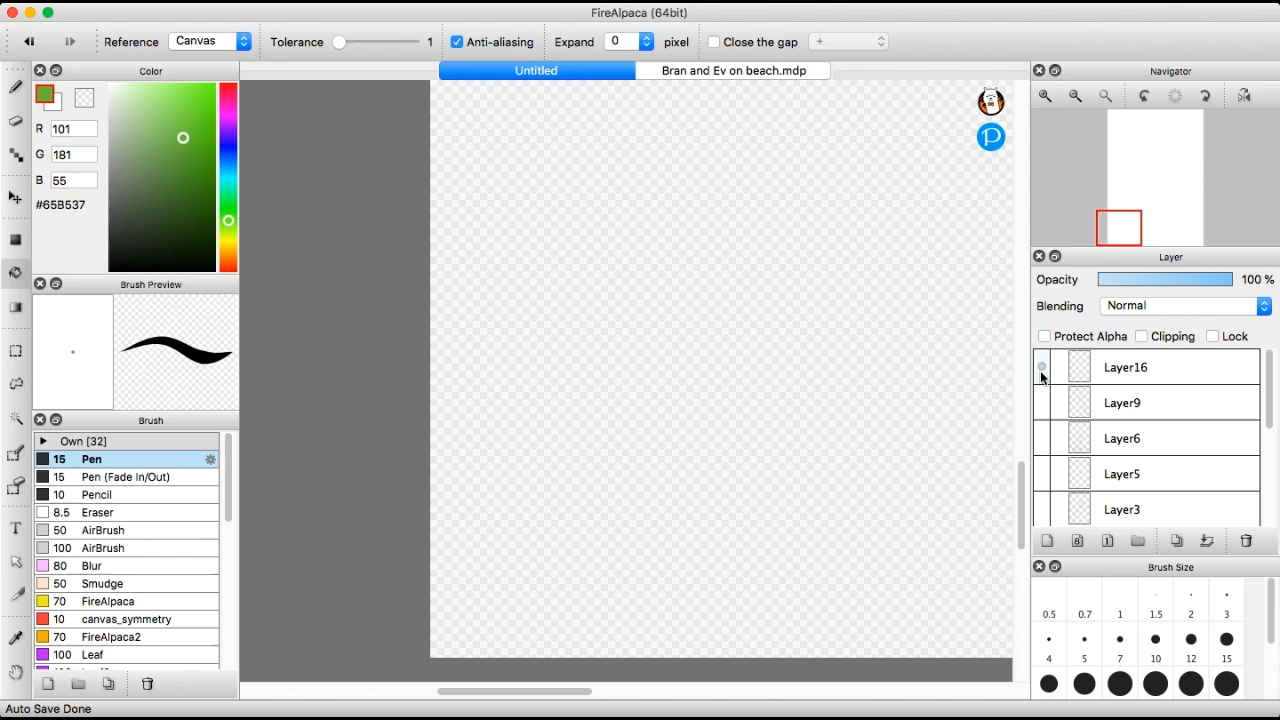 FireAlpaca (64bit)
Reference Canvas Tolerance 1 Anti-aliasing Expand 0 pixel Close the gap +
Color
Untitled
Bran and Ev on beach.mdp
Navigator
R 101
G 181
B 55
#65B537
P
Layer
Opacity 100 %
Blending Normal
Protect Alpha Clipping Lock
Layer16
Layer9
Layer6
Layer5
Layer3
Brush Preview
Brush
Own [32]
15 Pen
15 Pen (Fade In/Out)
10 Pencil
8.5 Eraser
50 AirBrush
100 AirBrush
80 Blur
50 Smudge
70 FireAlpaca
10 canvas_symmetry
70 FireAlpaca2
100 Leaf
8
1
T
Brush Size
0.5 0.7 1 1.5 2 3
4 5 7 10 12 15
Auto Save Done